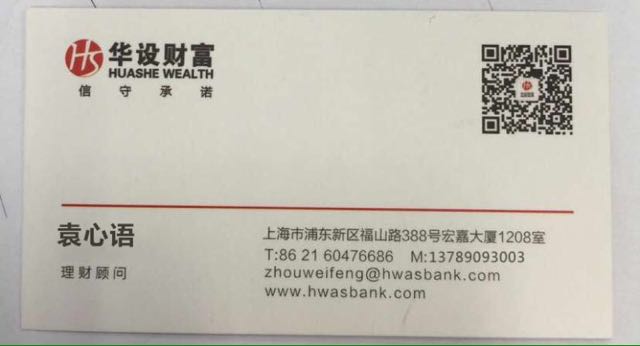 HS 华设财富
HUASHE WEALTH
信守承诺
袁心语
理财顾问
上海市浦东新区福山路388号宏嘉大厦1208室
T:86 21 60476686 M:13789093003
zhouweifeng@hwasbank.com
www.hwasbank.com